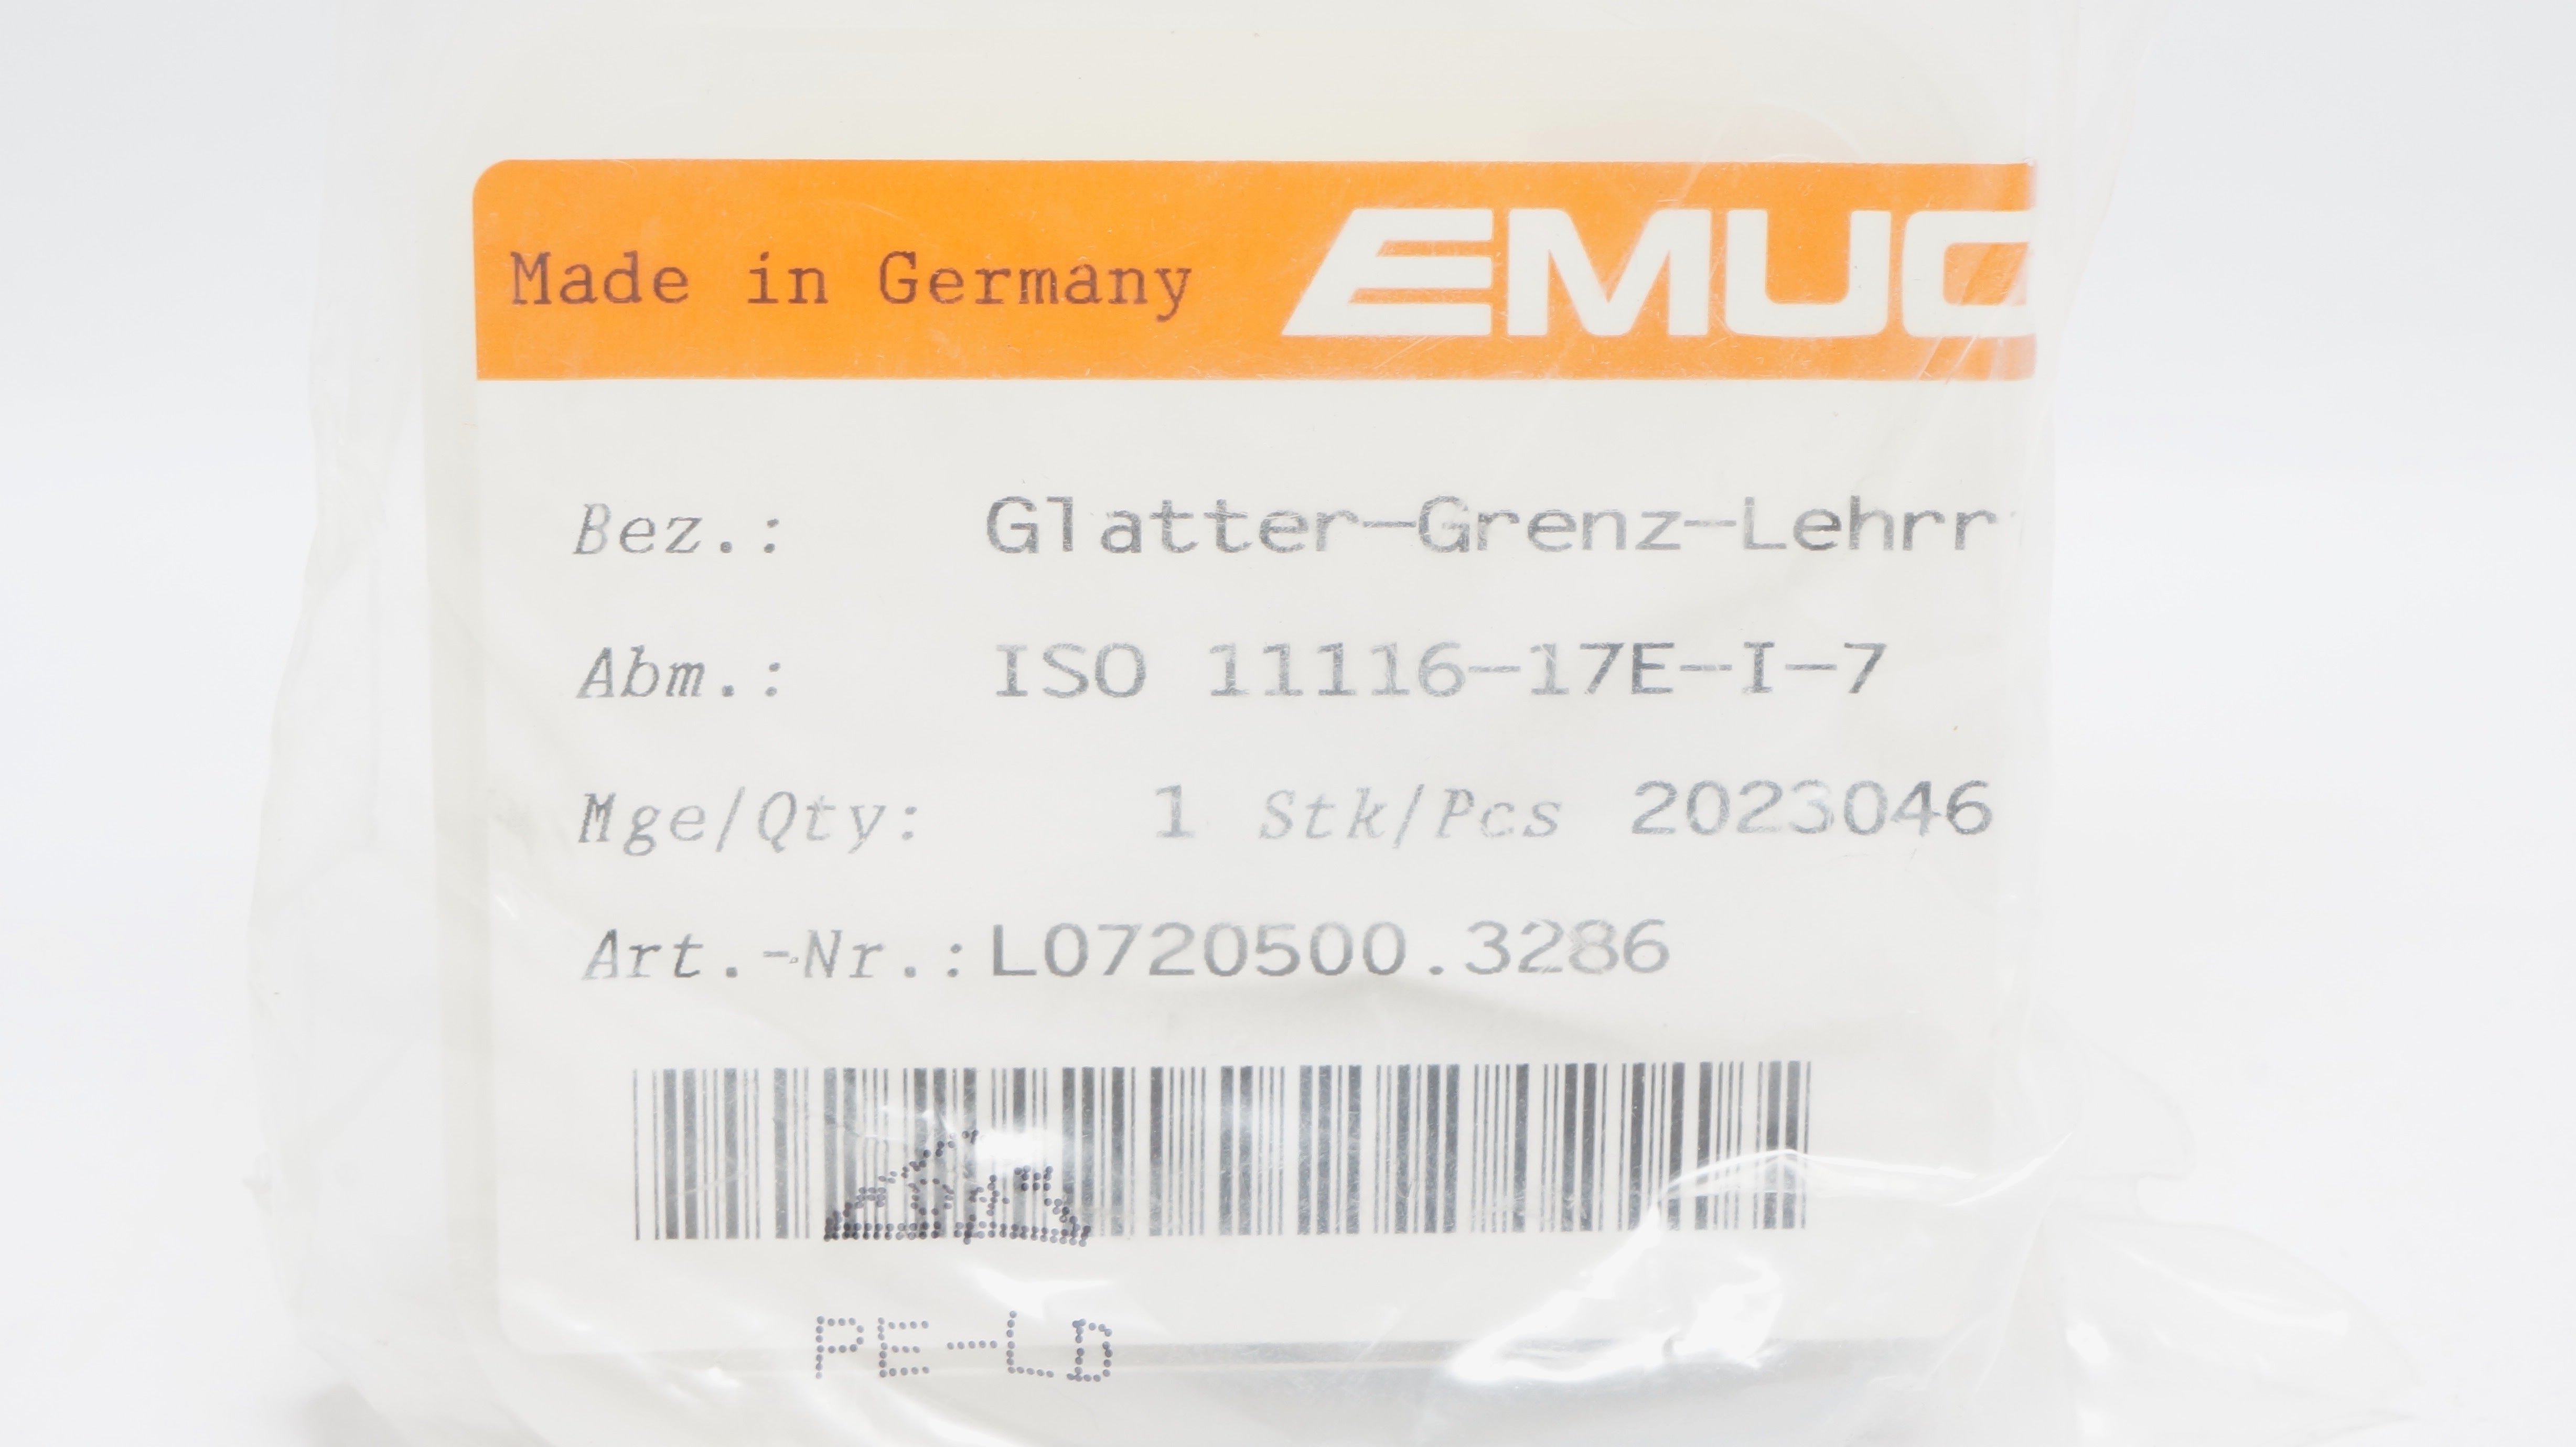 Made in Germany EMUC
Bez.: Glatter-Grenz-Lehrr
Abm.: ISO 11116-17E-I-7
Mge/Qty: 1 Stk/Pcs 2023046
Art.-Nr.:L0720500.3286
PE-LD